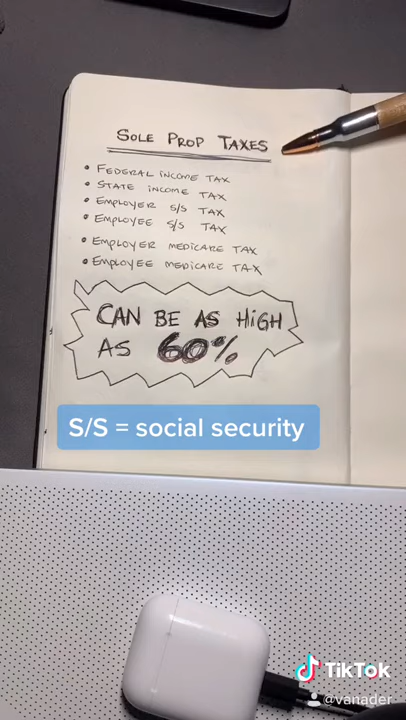 SOLE PROP TAXES
• FEDERAL INCOME TAX
• STATE INCOME TAX
• EMPLOYER S/S TAX
• EMPLOYEE S/S TAX
• EMPLOYER MEDICARE TAX
• EMPLOYEE MEDICARE TAX
CAN BE AS HIGH
AS 60%
S/S = social security
TikTok
@vanader